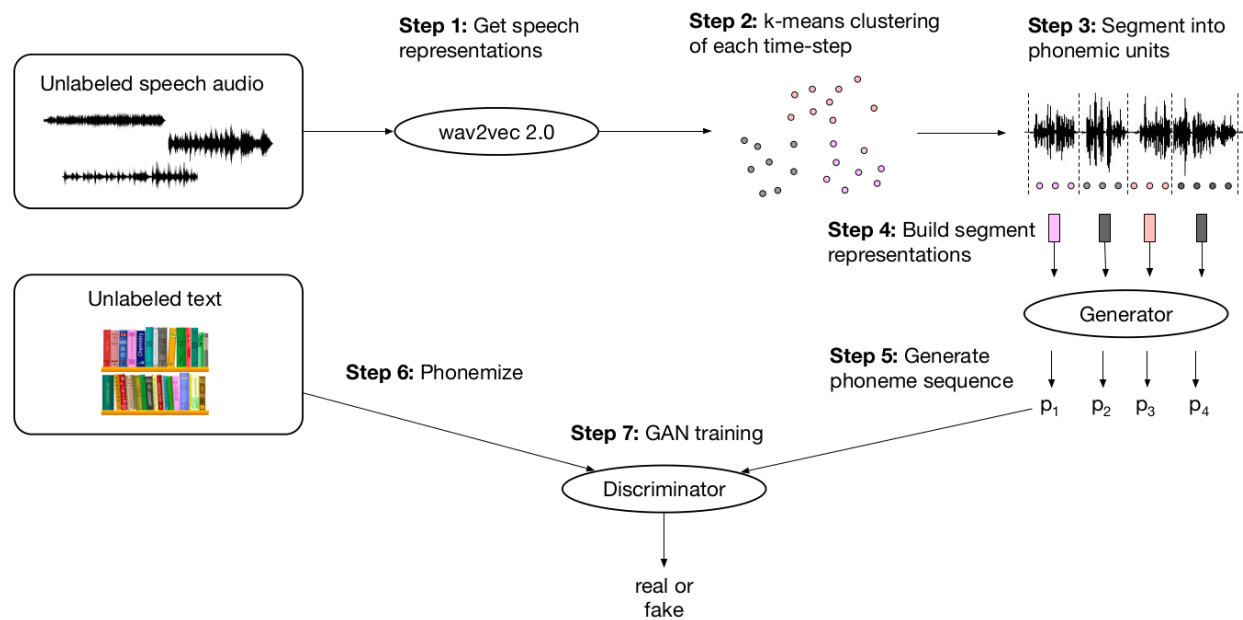 Unlabeled speech audio
Step 1: Get speech
representations
wav2vec 2.0
Step 2: k-means clustering
of each time-step
Step 3: Segment into
phonemic units
Step 4: Build segment
representations
Generator
Step 5: Generate
phoneme sequence
p₁ p₂ p₃ p₄
Unlabeled text
Chemistry
Step 6: Phonemize
Step 7: GAN training
Discriminator
real or
fake